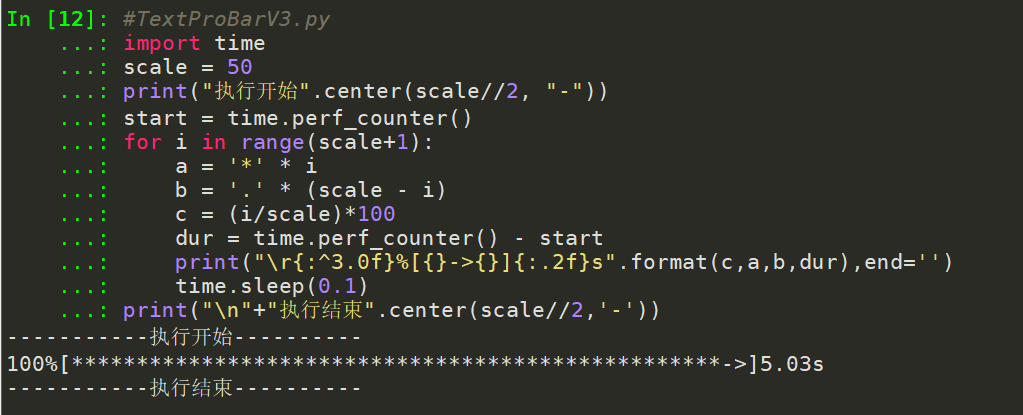 In [12]: #TextProBarV3.py
    ...: import time
    ...: scale = 50
    ...: print("执行开始".center(scale//2, "-"))
    ...: start = time.perf_counter()
    ...: for i in range(scale+1):
    ...:     a = '*' * i
    ...:     b = '.' * (scale - i)
    ...:     c = (i/scale)*100
    ...:     dur = time.perf_counter() - start
    ...:     print("\r{:^3.0f}%[{}->{}]{:.2f}s".format(c,a,b,dur),end='')
    ...:     time.sleep(0.1)
    ...: print("\n"+"执行结束".center(scale//2,'-'))
-----------执行开始----------
100%[**************************************************->]5.03s
-----------执行结束----------